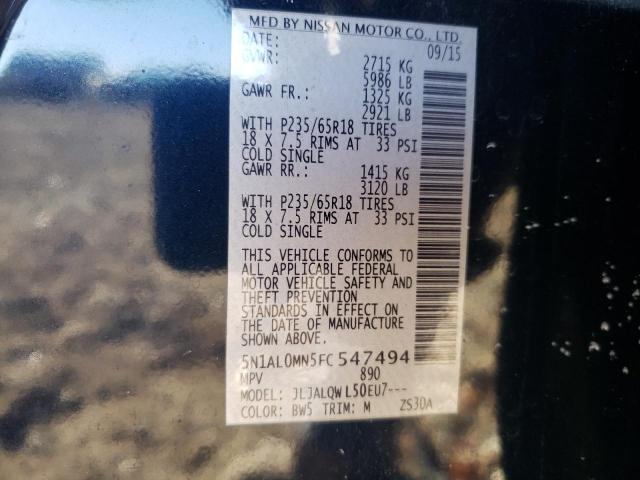 MFD BY NISSAN MOTOR CO., LTD.
DATE: 09/15
GVWR: 2715 KG
5986 LB
GAWR FR.: 1325 KG
2921 LB
WITH P235/65R18 TIRES
18 X 7.5 RIMS AT 33 PSI
COLD SINGLE
GAWR RR.: 1415 KG
3120 LB
WITH P235/65R18 TIRES
18 X 7.5 RIMS AT 33 PSI
COLD SINGLE
THIS VEHICLE CONFORMS TO
ALL APPLICABLE FEDERAL
MOTOR VEHICLE SAFETY AND
THEFT PREVENTION
STANDARDS IN EFFECT ON
THE DATE OF MANUFACTURE
SHOWN ABOVE.
5N1AL0MN5FC547494
MPV 890
MODEL: JLJALQWL50EU7---
COLOR: BW5 TRIM: M ZS30A